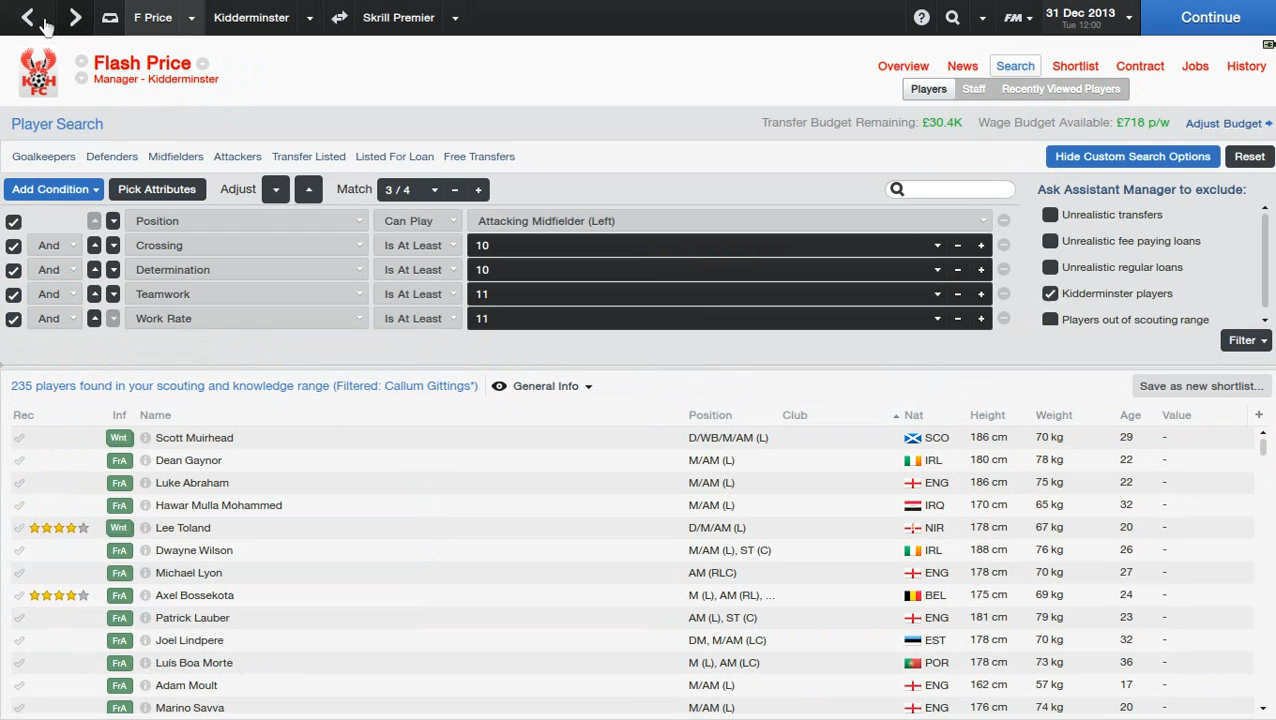 F Price Kidderminster Skrill Premier ? FM 31 Dec 2013 Tue 12:00 Continue
KH FC
Flash Price
Manager - Kidderminster
Overview News Search Shortlist Contract Jobs History
Players Staff Recently Viewed Players
Player Search Transfer Budget Remaining: £30.4K Wage Budget Available: £718 p/w Adjust Budget
Goalkeepers Defenders Midfielders Attackers Transfer Listed Listed For Loan Free Transfers Hide Custom Search Options Reset
Add Condition Pick Attributes Adjust Match 3 / 4 - + Ask Assistant Manager to exclude:
Position Can Play Attacking Midfielder (Left) Unrealistic transfers
And Crossing Is At Least 10 - + Unrealistic fee paying loans
And Determination Is At Least 10 - + Unrealistic regular loans
And Teamwork Is At Least 11 - + Kidderminster players
And Work Rate Is At Least 11 - + Players out of scouting range
Filter
235 players found in your scouting and knowledge range (Filtered: Callum Gittings*) General Info Save as new shortlist...
Rec Inf Name Position Club Nat Height Weight Age Value +
Wnt Scott Muirhead D/WB/M/AM (L) SCO 186 cm 70 kg 29 -
FrA Dean Gaynor M/AM (L) IRL 180 cm 78 kg 22 -
FrA Luke Abraham M/AM (L) ENG 186 cm 75 kg 22 -
FrA Hawar Mulla Mohammed M/AM (L) IRQ 170 cm 65 kg 32 -
Wnt Lee Toland D/M/AM (L) NIR 178 cm 67 kg 20 -
FrA Dwayne Wilson M/AM (L), ST (C) IRL 188 cm 76 kg 26 -
FrA Michael Lyon AM (RLC) ENG 178 cm 70 kg 27 -
FrA Axel Bossekota M (L), AM (RL), ... BEL 175 cm 69 kg 24 -
FrA Patrick Lauber AM (L), ST (C) ENG 181 cm 79 kg 23 -
FrA Joel Lindpere DM, M/AM (LC) EST 178 cm 70 kg 32 -
FrA Luís Boa Morte M (L), AM (LC) POR 178 cm 73 kg 36 -
FrA Adam Moult M/AM (L) ENG 162 cm 57 kg 17 -
FrA Marino Savva M/AM (L) ENG 176 cm 74 kg 20 -